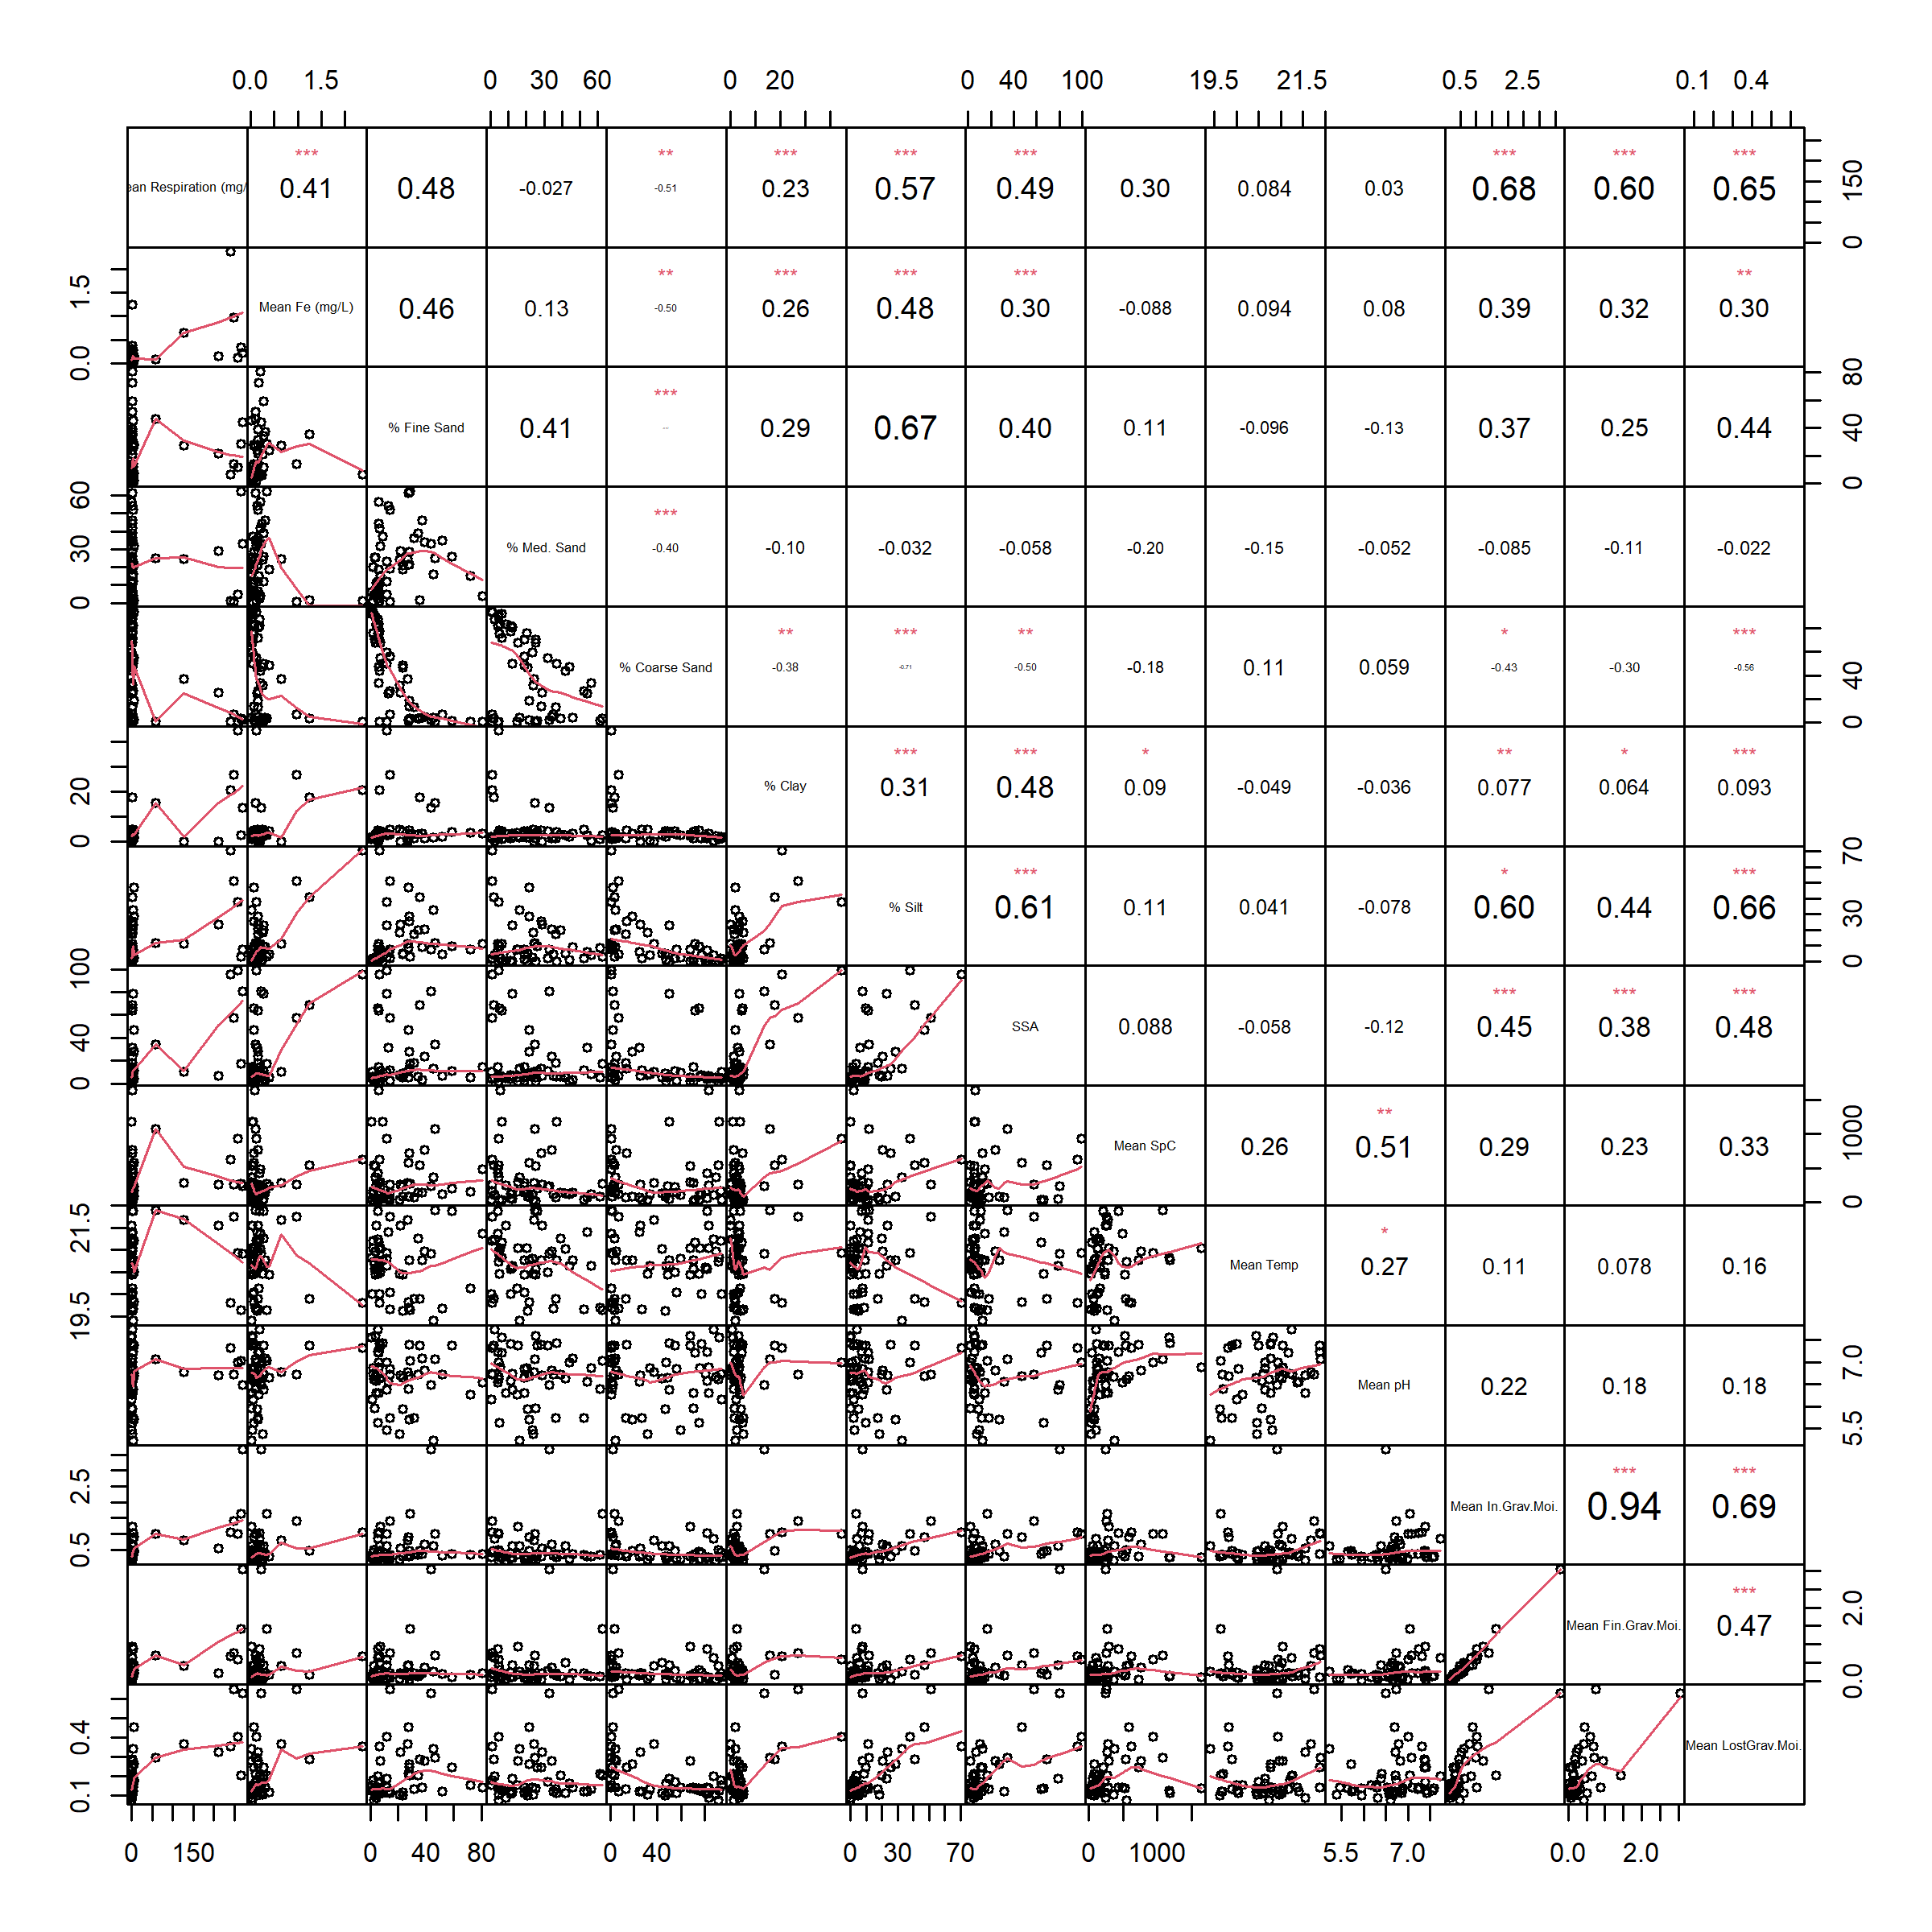 0.0 1.5 0 30 60 0 20 0 40 100 19.5 21.5 0.5 2.5 0.1 0.4
*** ** *** *** *** *** *** ***
ean Respiration (mg/ 0.41 0.48 -0.027 -0.51 0.23 0.57 0.49 0.30 0.084 0.03 0.68 0.60 0.65 0 150
** *** *** *** **
0.0 1.5 Mean Fe (mg/L) 0.46 0.13 -0.50 0.26 0.48 0.30 -0.088 0.094 0.08 0.39 0.32 0.30
***
% Fine Sand 0.41 0.29 0.67 0.40 0.11 -0.096 -0.13 0.37 0.25 0.44 0 40 80
***
0 30 60 % Med. Sand -0.40 -0.10 -0.032 -0.058 -0.20 -0.15 -0.052 -0.085 -0.11 -0.022
** *** ** * ***
% Coarse Sand -0.38 -0.71 -0.50 -0.18 0.11 0.059 -0.43 -0.30 -0.56 0 40
*** *** * ** * ***
0 20 % Clay 0.31 0.48 0.09 -0.049 -0.036 0.077 0.064 0.093
*** * ***
% Silt 0.61 0.11 0.041 -0.078 0.60 0.44 0.66 0 30 70
*** *** ***
0 40 100 SSA 0.088 -0.058 -0.12 0.45 0.38 0.48
**
Mean SpC 0.26 0.51 0.29 0.23 0.33 0 1000
*
19.5 21.5 Mean Temp 0.27 0.11 0.078 0.16
Mean pH 0.22 0.18 0.18 5.5 7.0
*** ***
0.5 2.5 Mean In.Grav.Moi. 0.94 0.69
***
Mean Fin.Grav.Moi. 0.47 0.0 2.0
0.1 0.4 Mean LostGrav.Moi.
0 150 0 40 80 0 40 0 30 70 0 1000 5.5 7.0 0.0 2.0